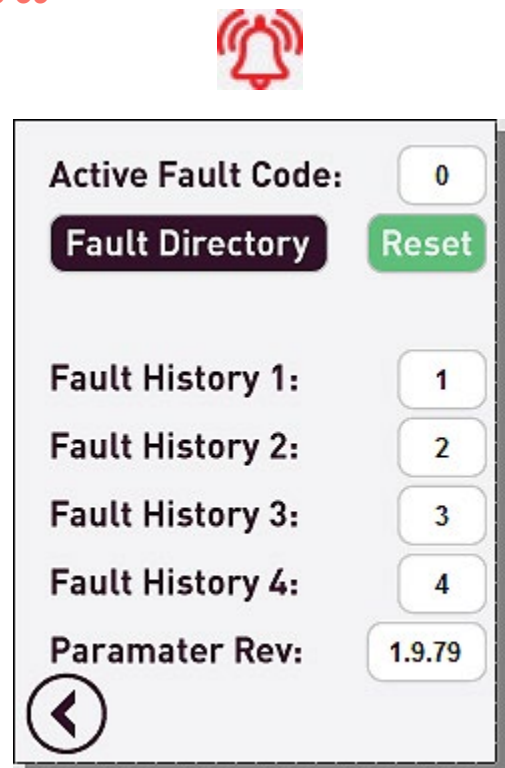 Active Fault Code: 0
Fault Directory Reset
Fault History 1: 1
Fault History 2: 2
Fault History 3: 3
Fault History 4: 4
Paramater Rev: 1.9.79